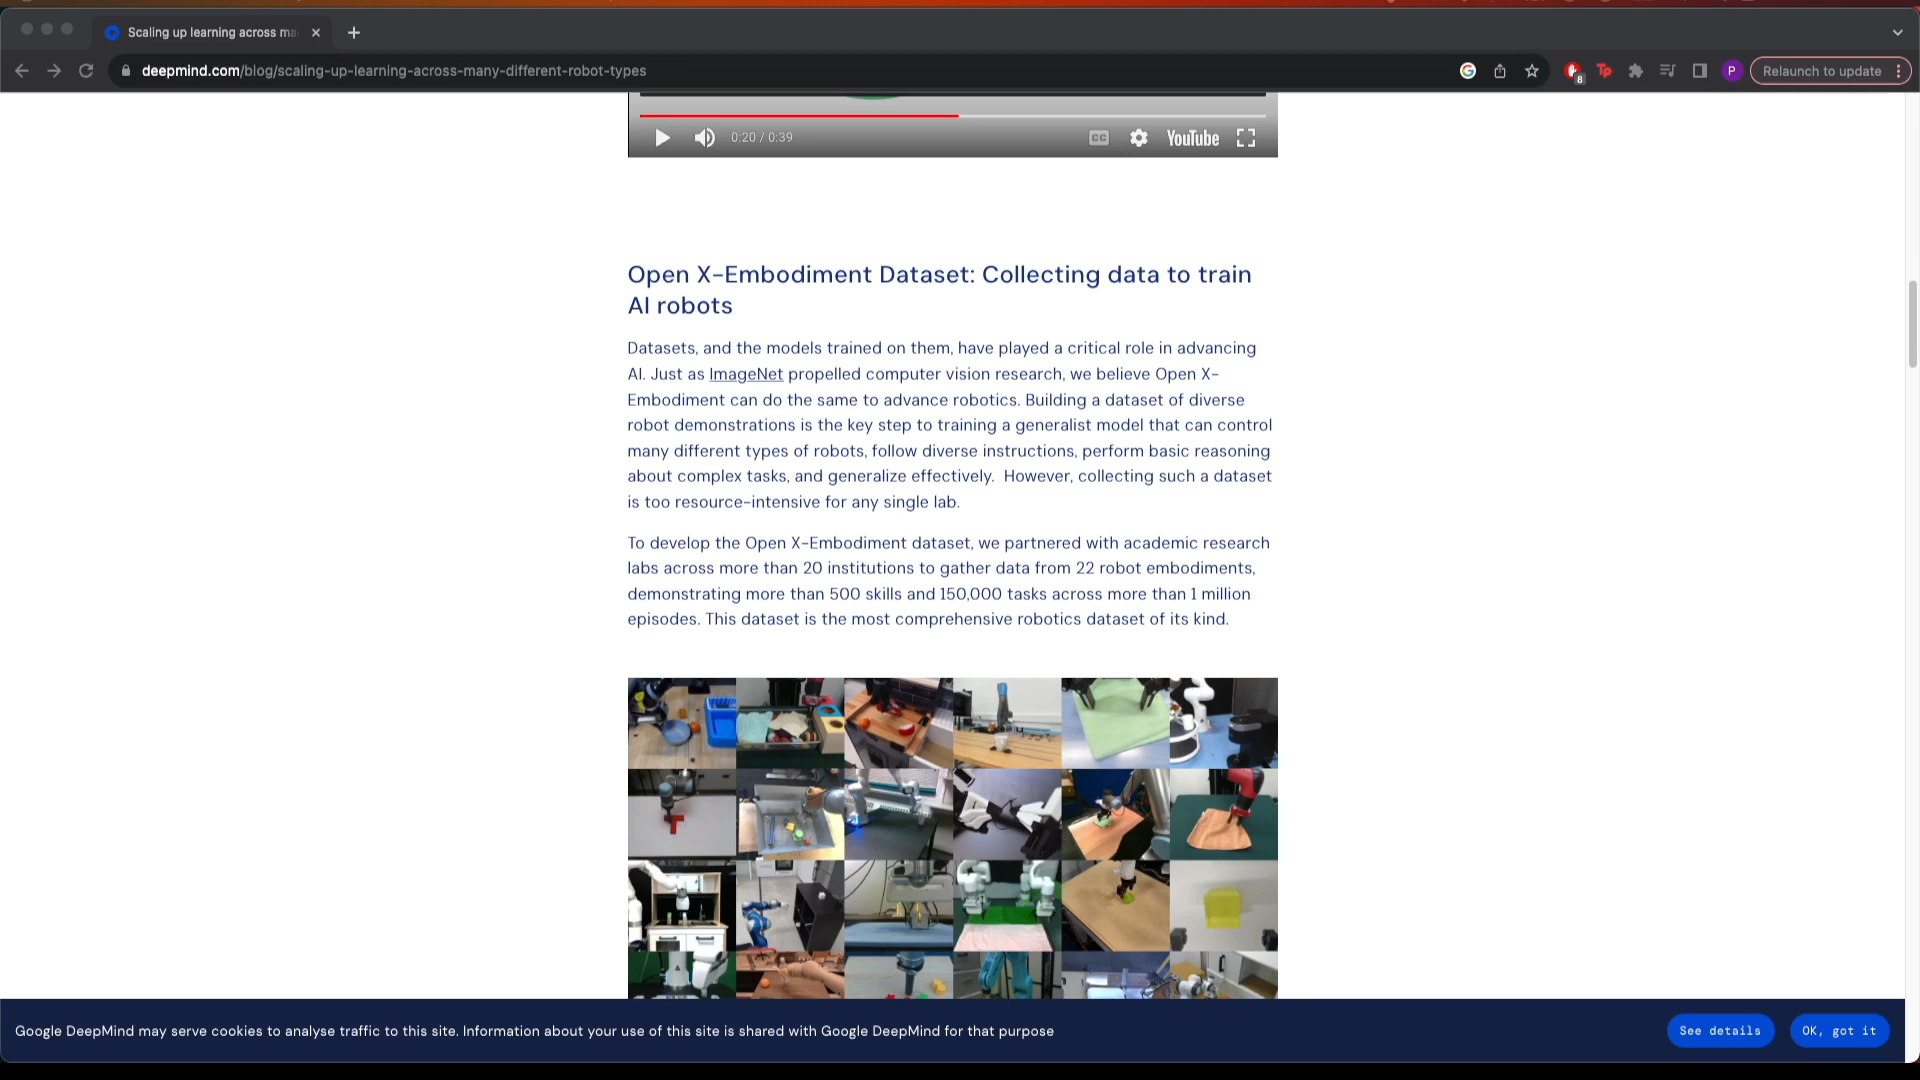 Scaling up learning across ma
deepmind.com/blog/scaling-up-learning-across-many-different-robot-types
8
Tp
P
Relaunch to update
0:20 / 0:39
CC
YouTube
Open X-Embodiment Dataset: Collecting data to train
AI robots
Datasets, and the models trained on them, have played a critical role in advancing
AI. Just as ImageNet propelled computer vision research, we believe Open X-
Embodiment can do the same to advance robotics. Building a dataset of diverse
robot demonstrations is the key step to training a generalist model that can control
many different types of robots, follow diverse instructions, perform basic reasoning
about complex tasks, and generalize effectively.  However, collecting such a dataset
is too resource-intensive for any single lab.
To develop the Open X-Embodiment dataset, we partnered with academic research
labs across more than 20 institutions to gather data from 22 robot embodiments,
demonstrating more than 500 skills and 150,000 tasks across more than 1 million
episodes. This dataset is the most comprehensive robotics dataset of its kind.
Google DeepMind may serve cookies to analyse traffic to this site. Information about your use of this site is shared with Google DeepMind for that purpose
See details
OK, got it